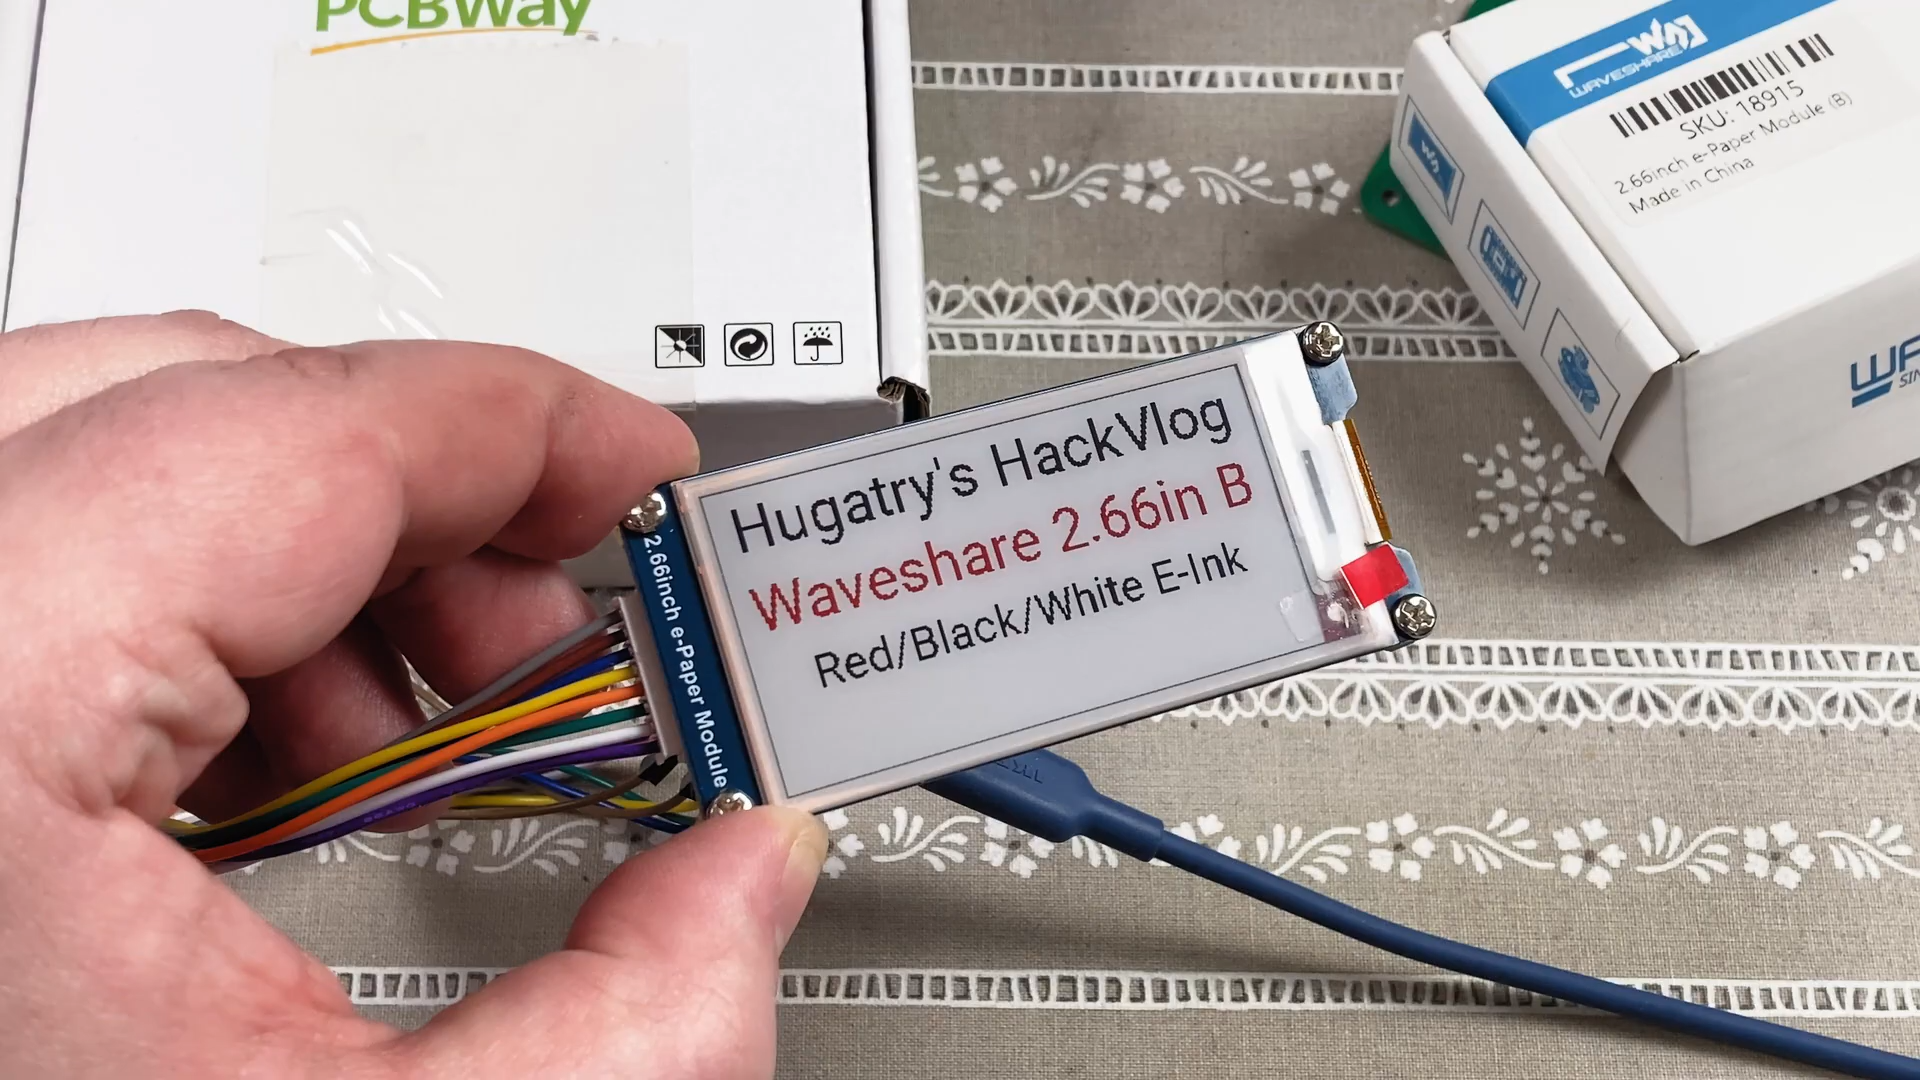 PCBWay
WAVESHARE
SKU: 18915
2.66inch e-Paper Module (B)
Made in China
Hugatry's HackVlog
Waveshare 2.66in B
Red/Black/White E-Ink
2.66inch e-Paper Module